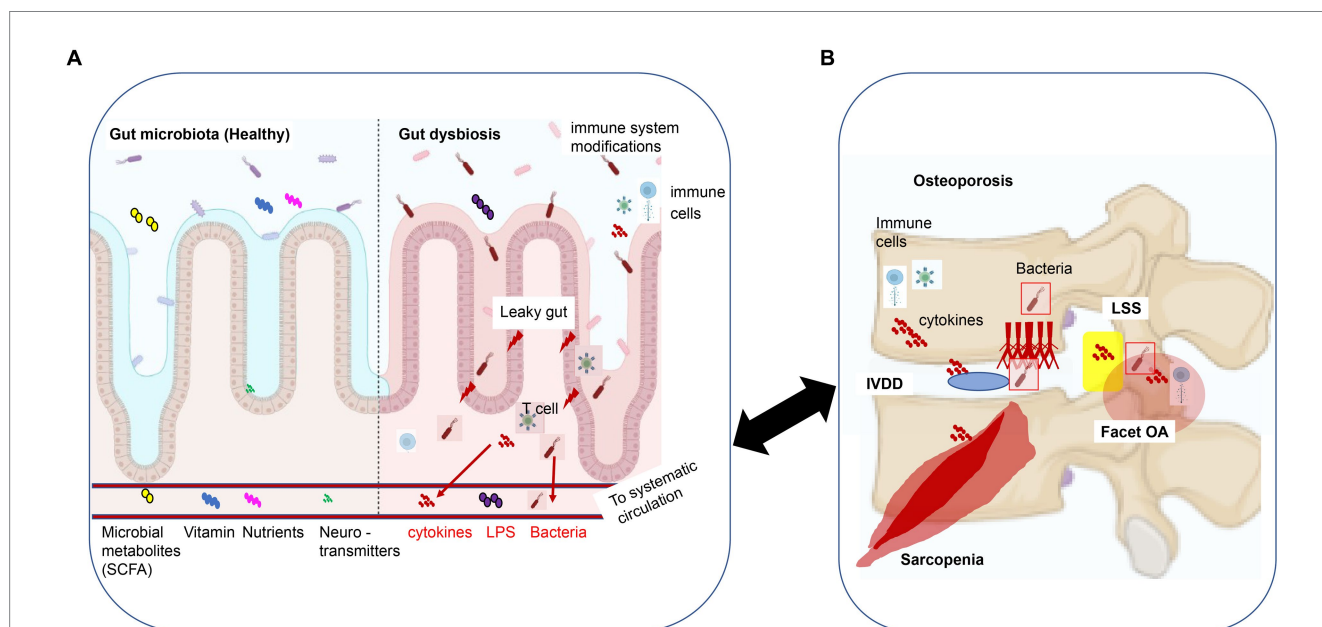 A
Gut microbiota (Healthy)
Gut dysbiosis
immune system
modifications
immune
cells
Leaky gut
T cell
To systematic
circulation
Microbial
metabolites
(SCFA)
Vitamin
Nutrients
Neuro -
transmitters
cytokines
LPS
Bacteria
B
Osteoporosis
Immune
cells
Bacteria
cytokines
LSS
IVDD
Facet OA
Sarcopenia